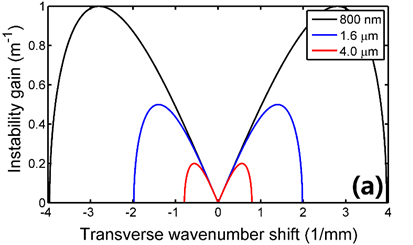 800 nm
1.6 μm
4.0 μm
Instability gain (m⁻¹)
1
0.8
0.6
0.4
0.2
0
-4 -3 -2 -1 0 1 2 3 4
(a)
Transverse wavenumber shift (1/mm)